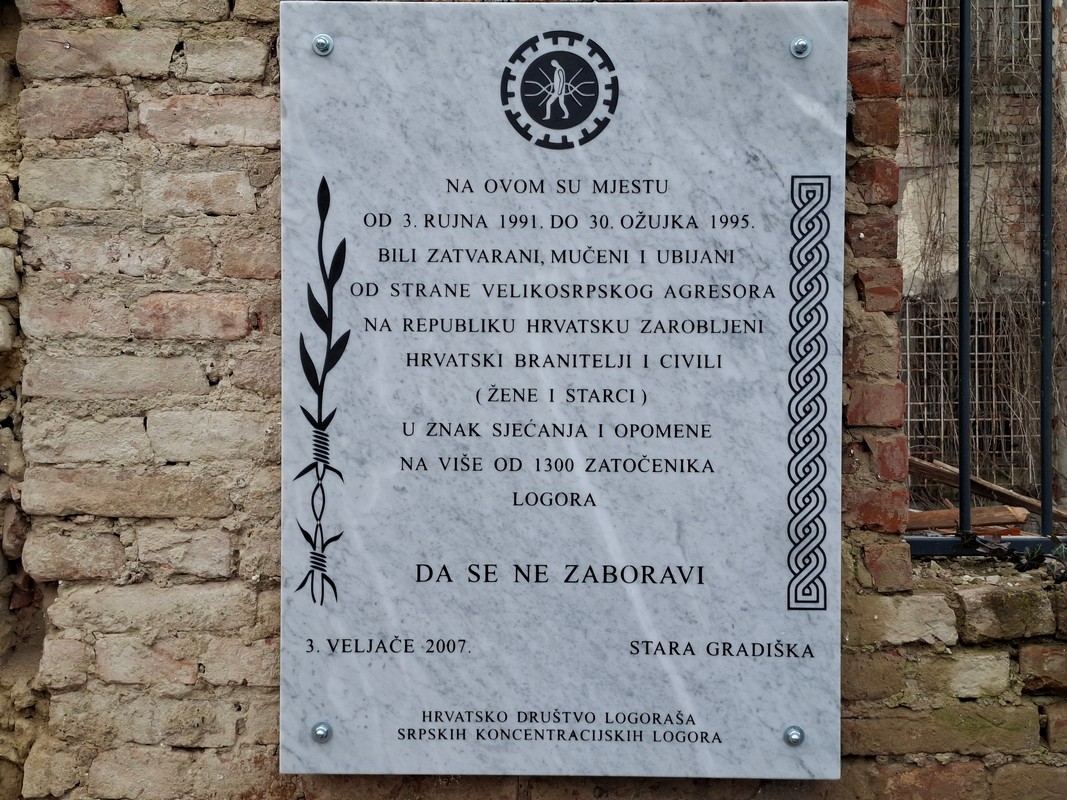 NA OVOM SU MJESTU
OD 3. RUJNA 1991. DO 30. OŽUJKA 1995.
BILI ZATVARANI, MUČENI I UBIJANI
OD STRANE VELIKOSRPSKOG AGRESORA
NA REPUBLIKU HRVATSKU ZAROBLJENI
HRVATSKI BRANITELJI I CIVILI
( ŽENE I STARCI )
U ZNAK SJEĆANJA I OPOMENE
NA VIŠE OD 1300 ZATOČENIKA
LOGORA
DA SE NE ZABORAVI
3. VELJAČE 2007.
STARA GRADIŠKA
HRVATSKO DRUŠTVO LOGORAŠA
SRPSKIH KONCENTRACIJSKIH LOGORA